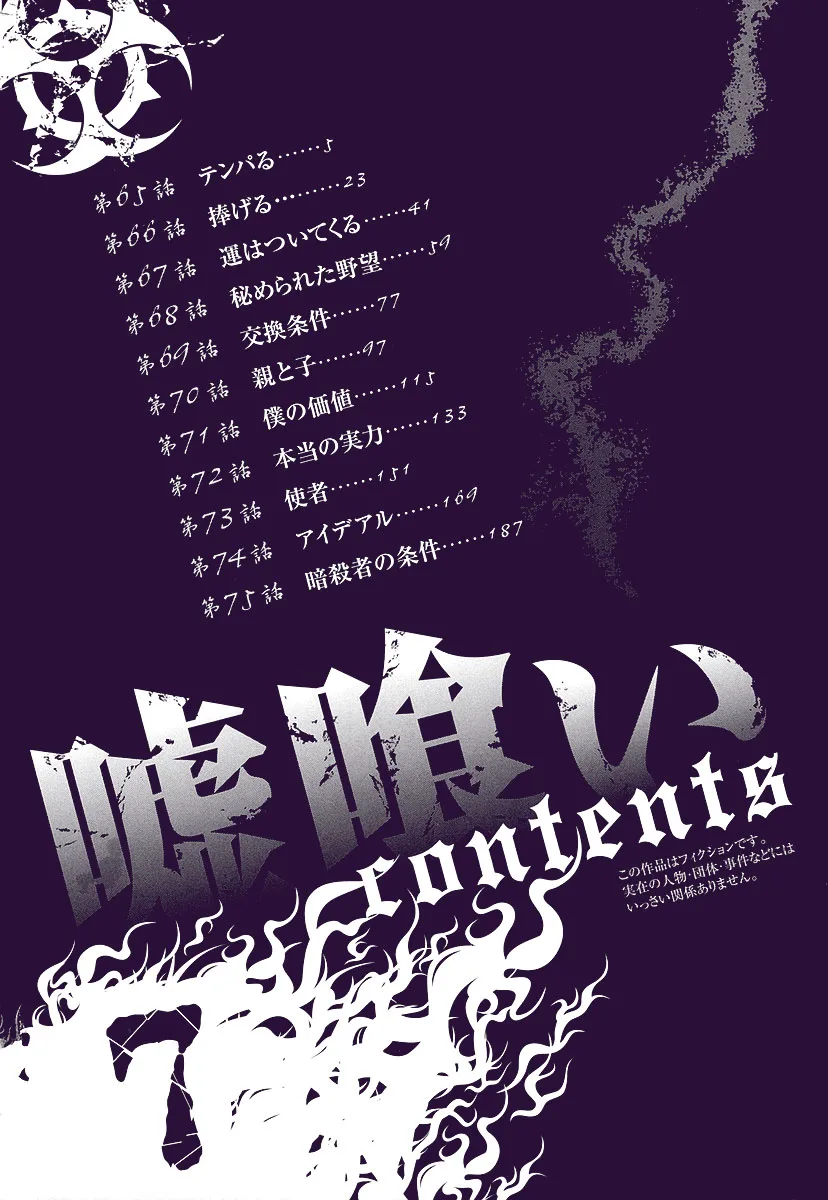 第65話 テンパる……5
第66話 捧げる………23
第67話 運はついてくる……41
第68話 秘められた野望……59
第69話 交換条件……77
第70話 親と子……97
第71話 僕の価値……115
第72話 本当の実力……133
第73話 使者……151
第74話 アイデアル……169
第75話 暗殺者の条件……187
嘘喰い
contents
この作品はフィクションです。
実在の人物・団体・事件などには
いっさい関係ありません。
7